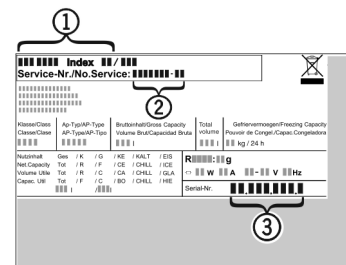 1
Index /
Service-Nr./No.Service: -
2
Klasse/Class Ap-Typ/AP-Type Bruttoinhalt/Gross Capacity Total Gefriervermoegen/Freezing Capacity
Classe/Clase AP-Type/AP-Tipo Volume Brut/Capacidad Bruta volume Pouvoir de Congel./Capac.Congeladora
l l kg / 24 h
Nutzinhalt Ges / K / G / KE / KALT / EIS
Net.Capacity Tot / R / F / CE / CHILL / ICE
Volume Utile Tot / R / C / CA / CHILL / GLA
Capac. Util Tot / F / C / BO / CHILL / HIE
l / l
R : g
W A - V Hz
Serial-Nr. . . .
3